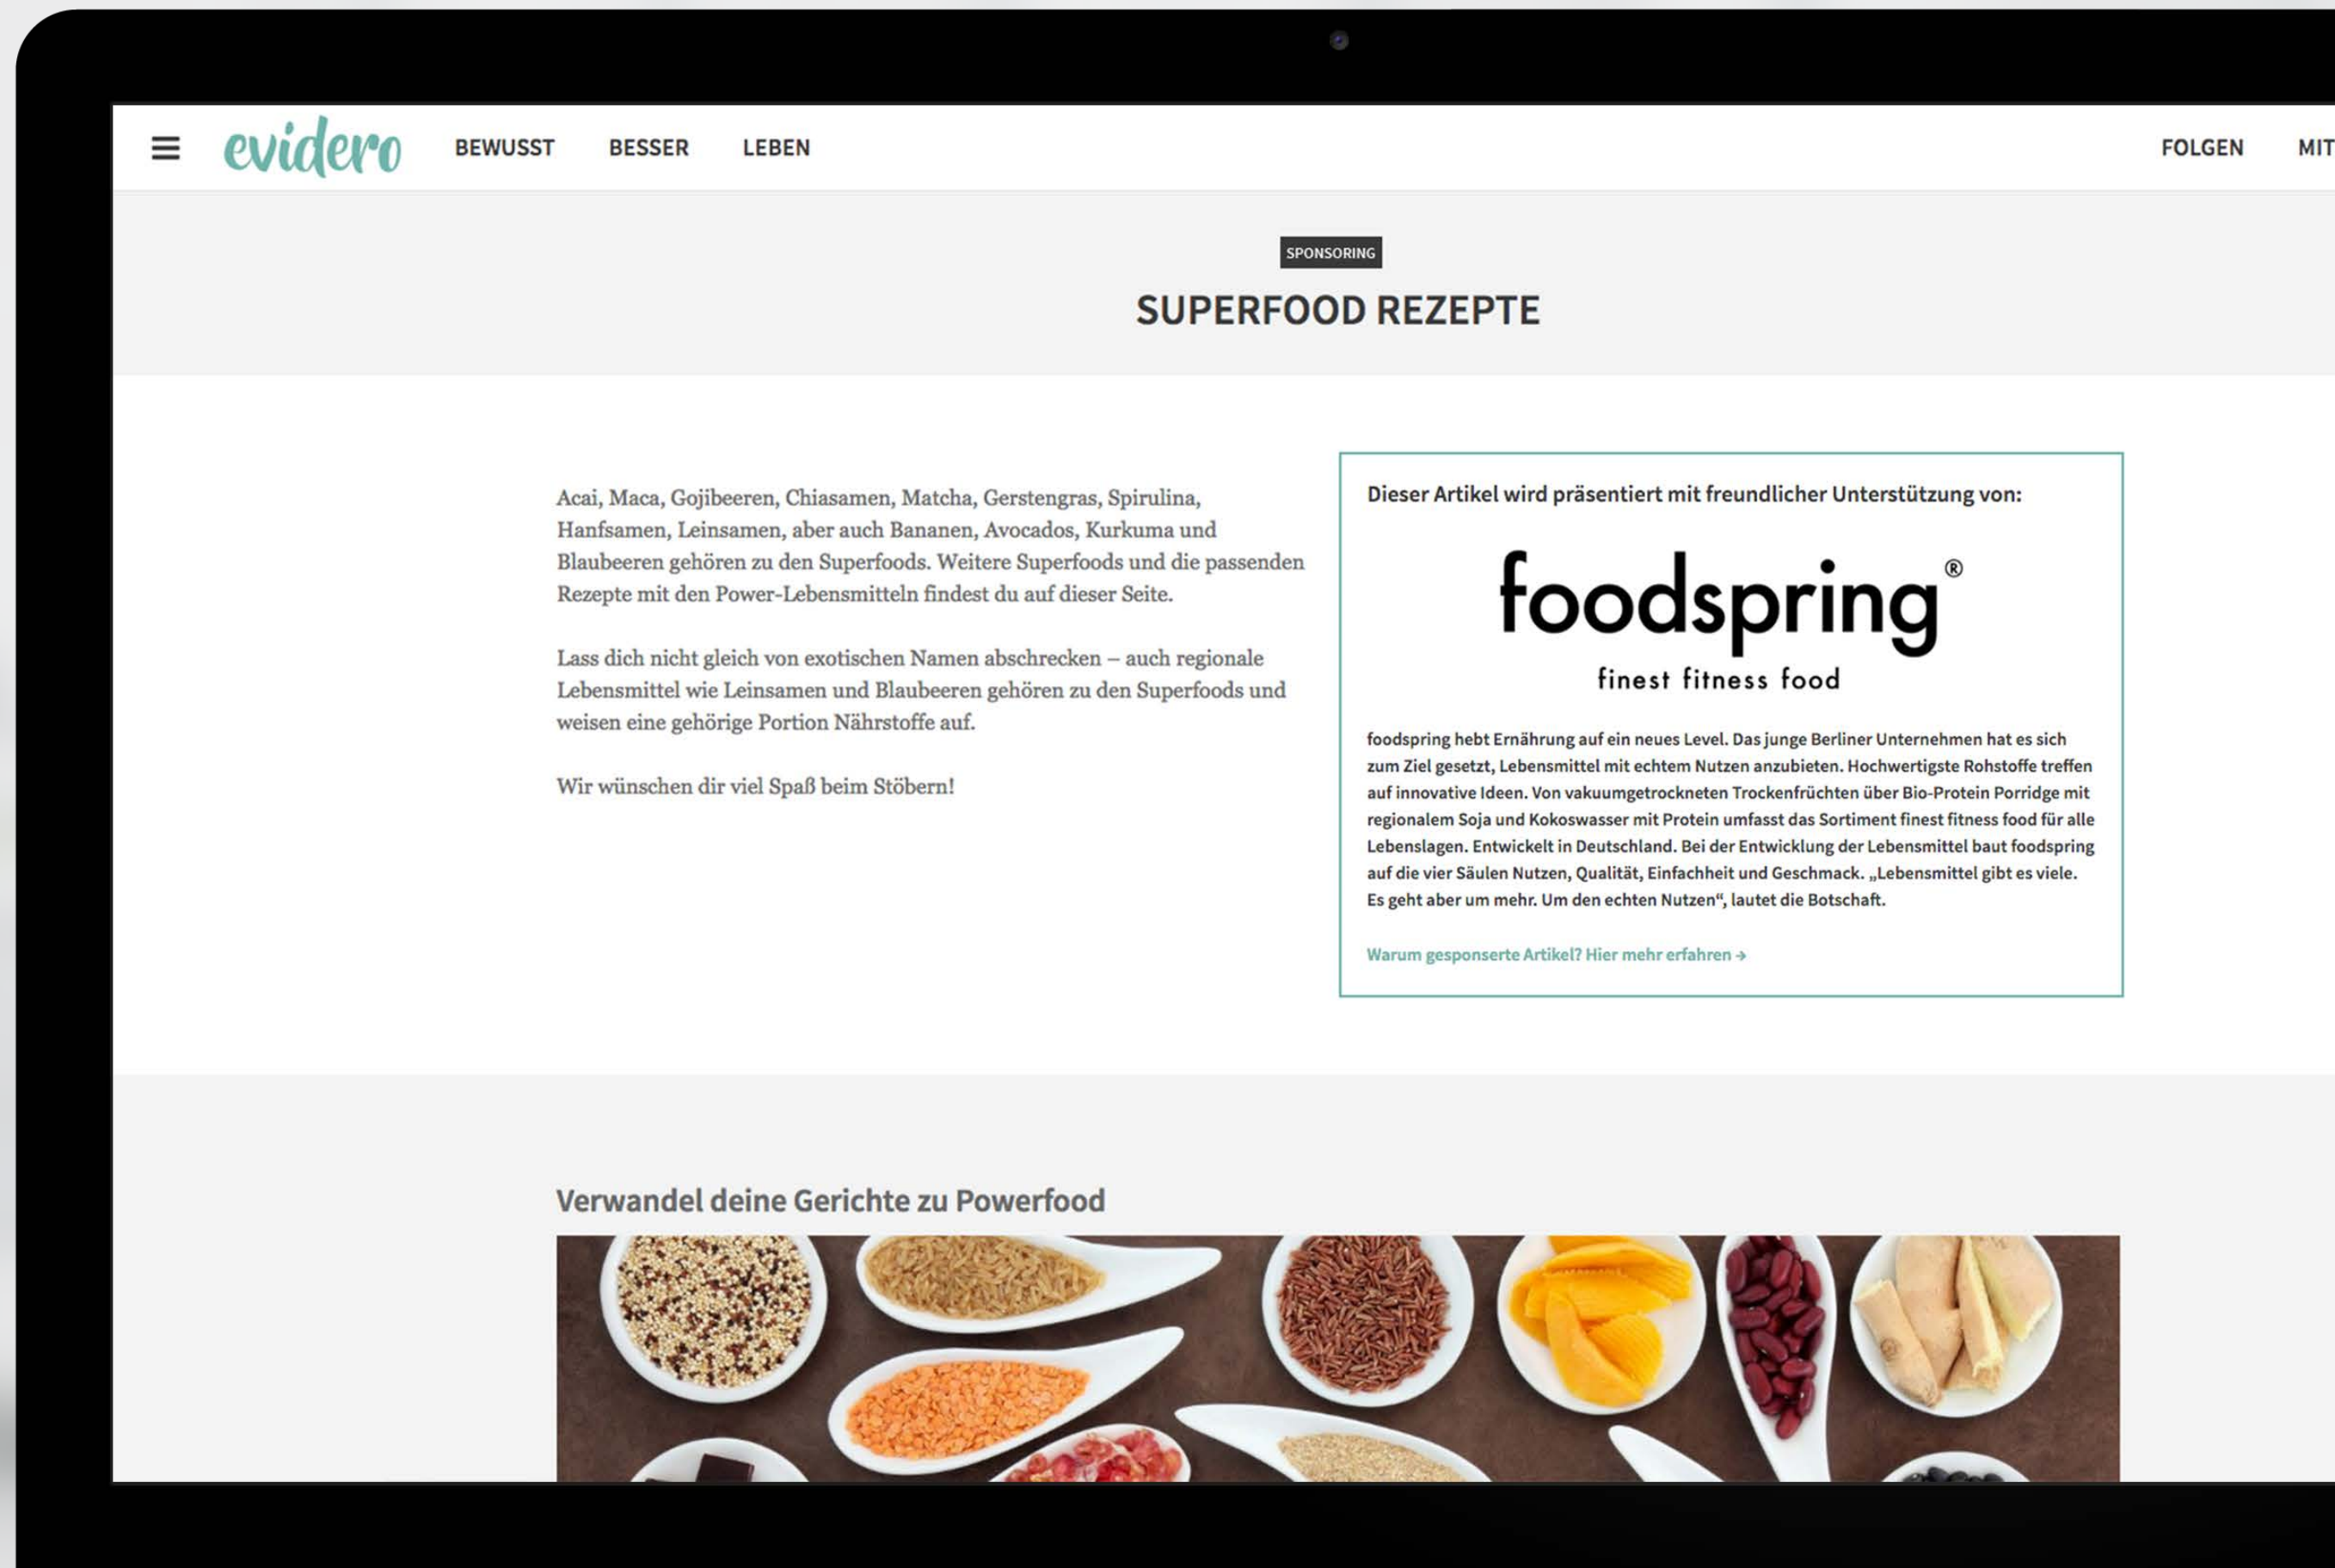 evidero BEWUSST BESSER LEBEN FOLGEN
SPONSORING
SUPERFOOD REZEPTE
Acai, Maca, Gojibeeren, Chiasamen, Matcha, Gerstengras, Spirulina,
Hanfsamen, Leinsamen, aber auch Bananen, Avocados, Kurkuma und
Blaubeeren gehören zu den Superfoods. Weitere Superfoods und die passenden
Rezepte mit den Power-Lebensmitteln findest du auf dieser Seite.
Lass dich nicht gleich von exotischen Namen abschrecken – auch regionale
Lebensmittel wie Leinsamen und Blaubeeren gehören zu den Superfoods und
weisen eine gehörige Portion Nährstoffe auf.
Wir wünschen dir viel Spaß beim Stöbern!
Dieser Artikel wird präsentiert mit freundlicher Unterstützung von:
foodspring®
finest fitness food
foodspring hebt Ernährung auf ein neues Level. Das junge Berliner Unternehmen hat es sich
zum Ziel gesetzt, Lebensmittel mit echtem Nutzen anzubieten. Hochwertigste Rohstoffe treffen
auf innovative Ideen. Von vakuumgetrockneten Trockenfrüchten über Bio-Protein Porridge mit
regionalem Soja und Kokoswasser mit Protein umfasst das Sortiment finest fitness food für alle
Lebenslagen. Entwickelt in Deutschland. Bei der Entwicklung der Lebensmittel baut foodspring
auf die vier Säulen Nutzen, Qualität, Einfachheit und Geschmack. „Lebensmittel gibt es viele.
Es geht aber um mehr. Um den echten Nutzen“, lautet die Botschaft.
Warum gesponserte Artikel? Hier mehr erfahren →
Verwandel deine Gerichte zu Powerfood